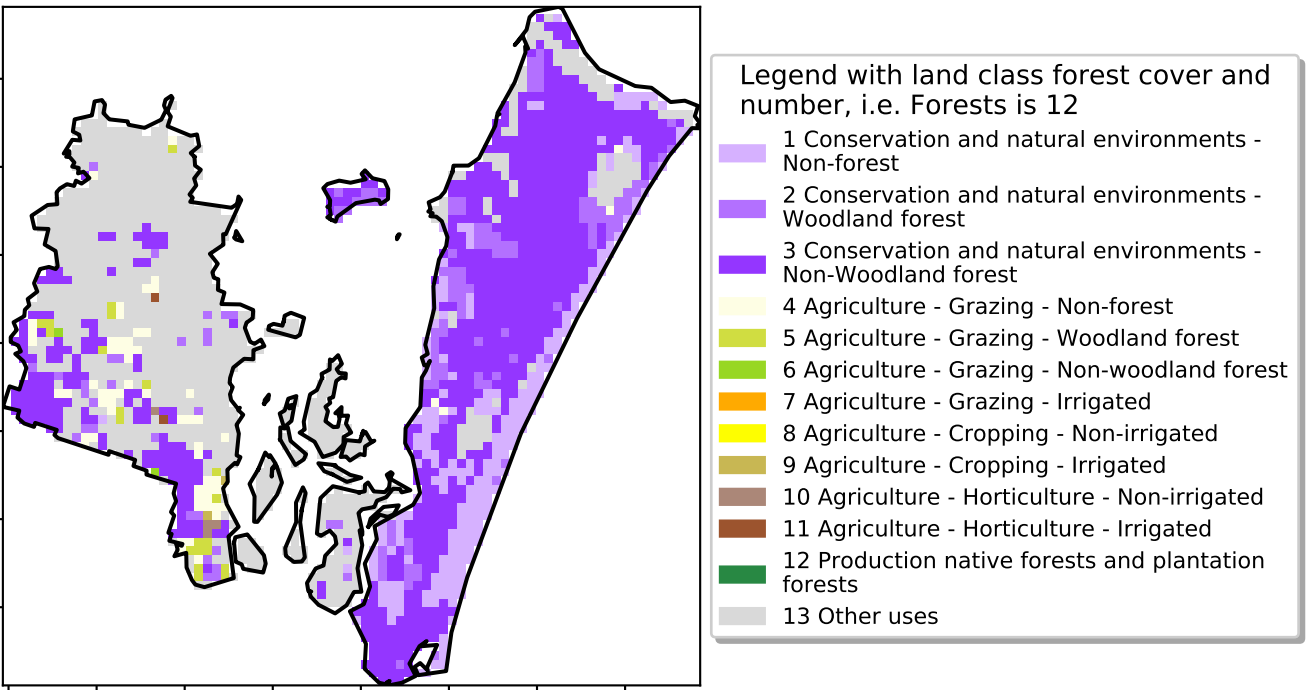 Legend with land class forest cover and
number, i.e. Forests is 12
1 Conservation and natural environments -
Non-forest
2 Conservation and natural environments -
Woodland forest
3 Conservation and natural environments -
Non-Woodland forest
4 Agriculture - Grazing - Non-forest
5 Agriculture - Grazing - Woodland forest
6 Agriculture - Grazing - Non-woodland forest
7 Agriculture - Grazing - Irrigated
8 Agriculture - Cropping - Non-irrigated
9 Agriculture - Cropping - Irrigated
10 Agriculture - Horticulture - Non-irrigated
11 Agriculture - Horticulture - Irrigated
12 Production native forests and plantation
forests
13 Other uses